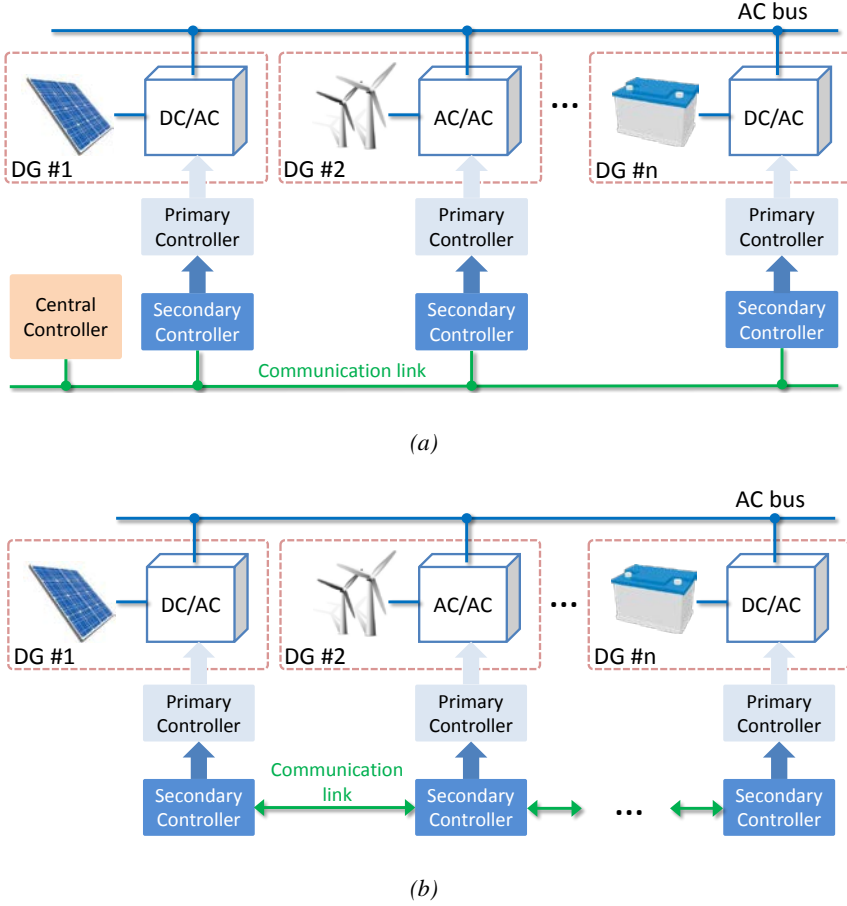 AC bus
DC/AC
AC/AC
...
DC/AC
DG #1
DG #2
DG #n
Primary
Controller
Primary
Controller
Primary
Controller
Central
Controller
Secondary
Controller
Secondary
Controller
Secondary
Controller
Communication link
(a)
AC bus
DC/AC
AC/AC
...
DC/AC
DG #1
DG #2
DG #n
Primary
Controller
Primary
Controller
Primary
Controller
Communication
link
Secondary
Controller
Secondary
Controller
...
Secondary
Controller
(b)